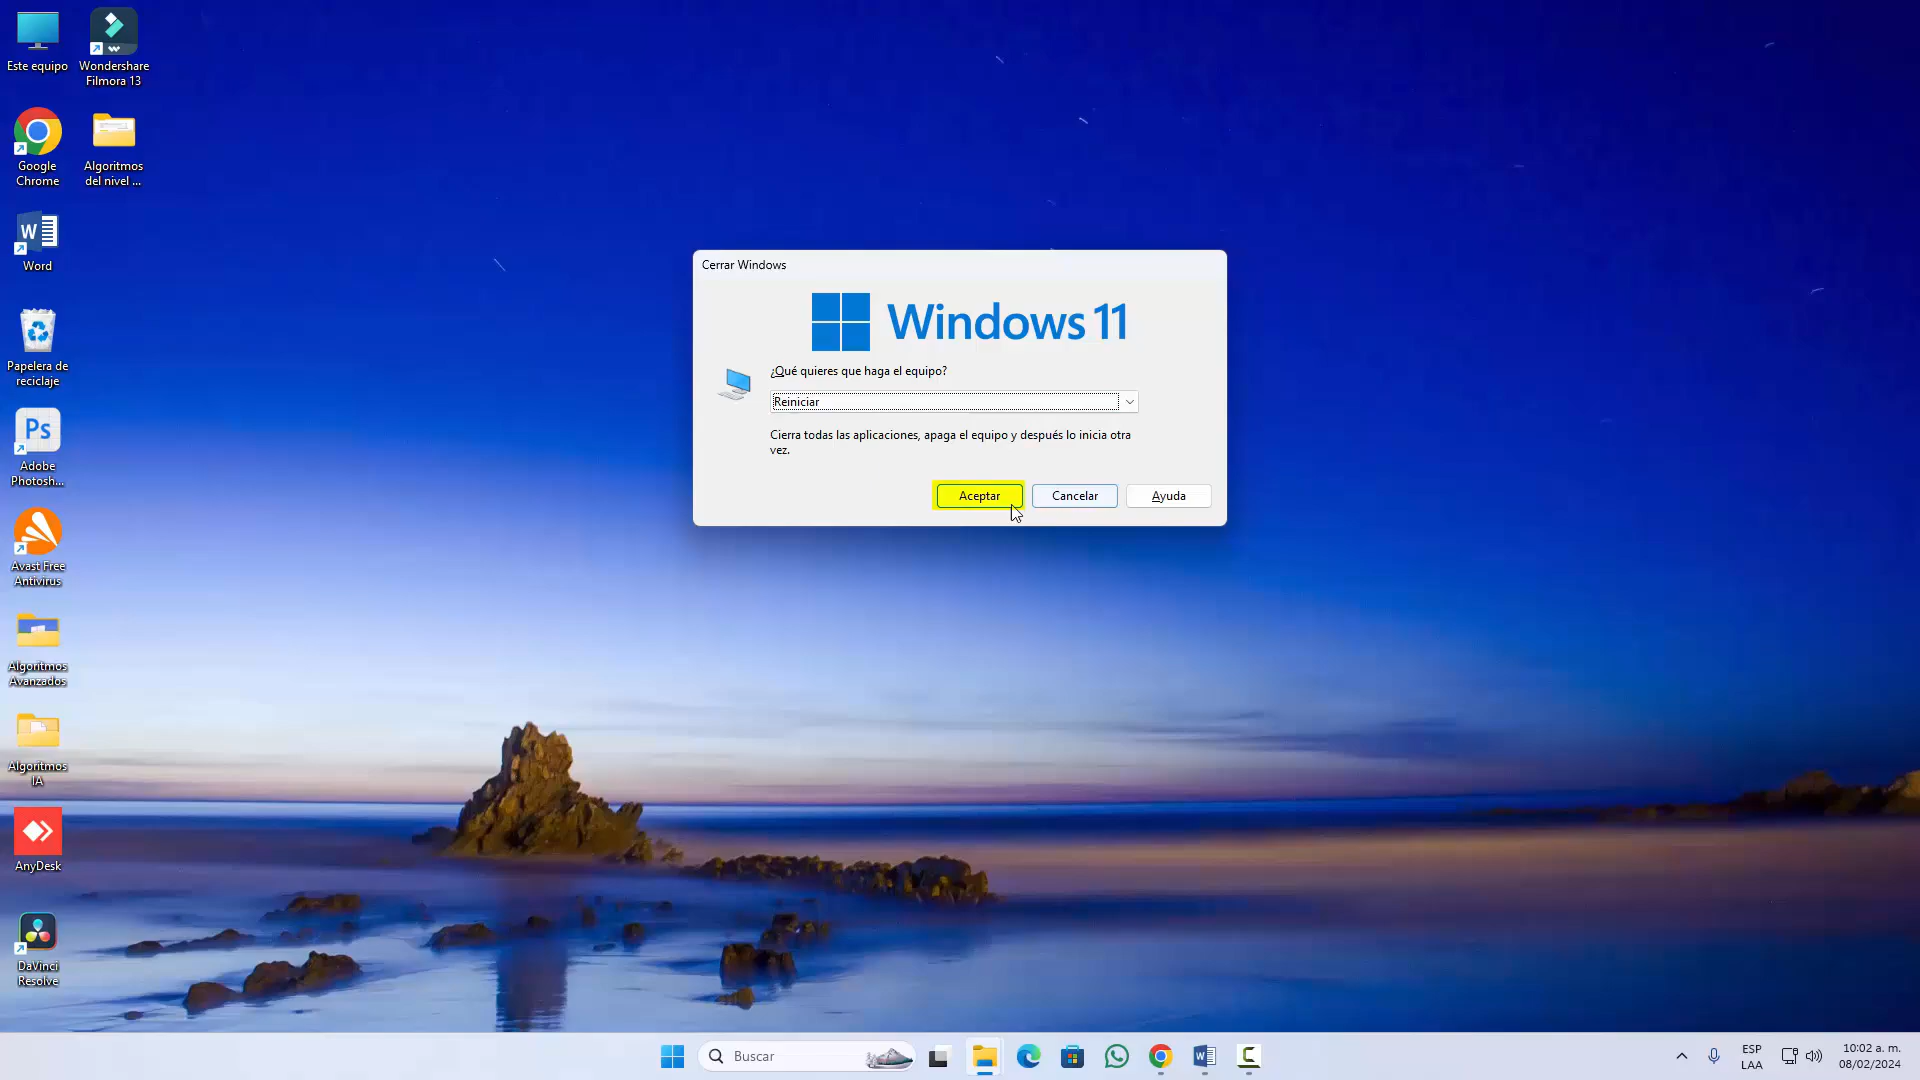 Este equipo
Wondershare
Filmora 13
Google
Chrome
Algoritmos
del nivel ...
Word
Papelera de
reciclaje
Ps
Adobe
Photosh...
Avast Free
Antivirus
Algoritmos
Avanzados
Algoritmos
IA
AnyDesk
DaVinci
Resolve
Cerrar Windows
Windows 11
¿Qué quieres que haga el equipo?
Reiniciar
Cierra todas las aplicaciones, apaga el equipo y después lo inicia otra
vez.
Aceptar
Cancelar
Ayuda
Buscar
ESP
LAA
10:02 a. m.
08/02/2024